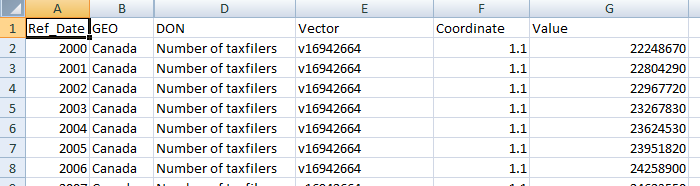 A B D E F G
1 Ref_Date GEO DON Vector Coordinate Value
2 2000 Canada Number of taxfilers v16942664 1.1 22248670
3 2001 Canada Number of taxfilers v16942664 1.1 22804290
4 2002 Canada Number of taxfilers v16942664 1.1 22967720
5 2003 Canada Number of taxfilers v16942664 1.1 23267830
6 2004 Canada Number of taxfilers v16942664 1.1 23624530
7 2005 Canada Number of taxfilers v16942664 1.1 23951820
8 2006 Canada Number of taxfilers v16942664 1.1 24258900